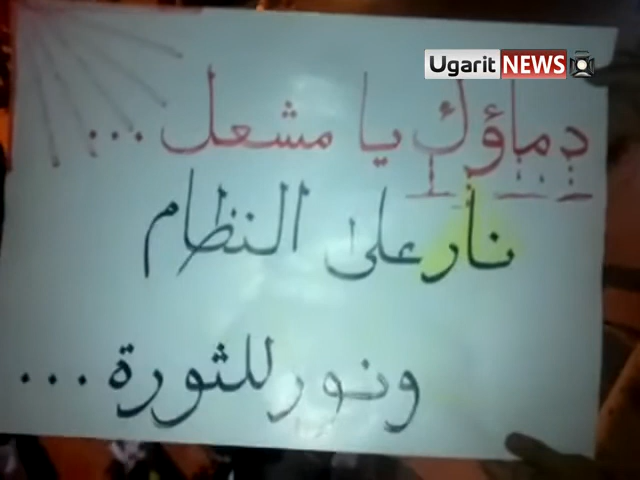 Ugarit NEWS
دماؤك يا مشعل ...
نار على النظام
ونور للثورة ...